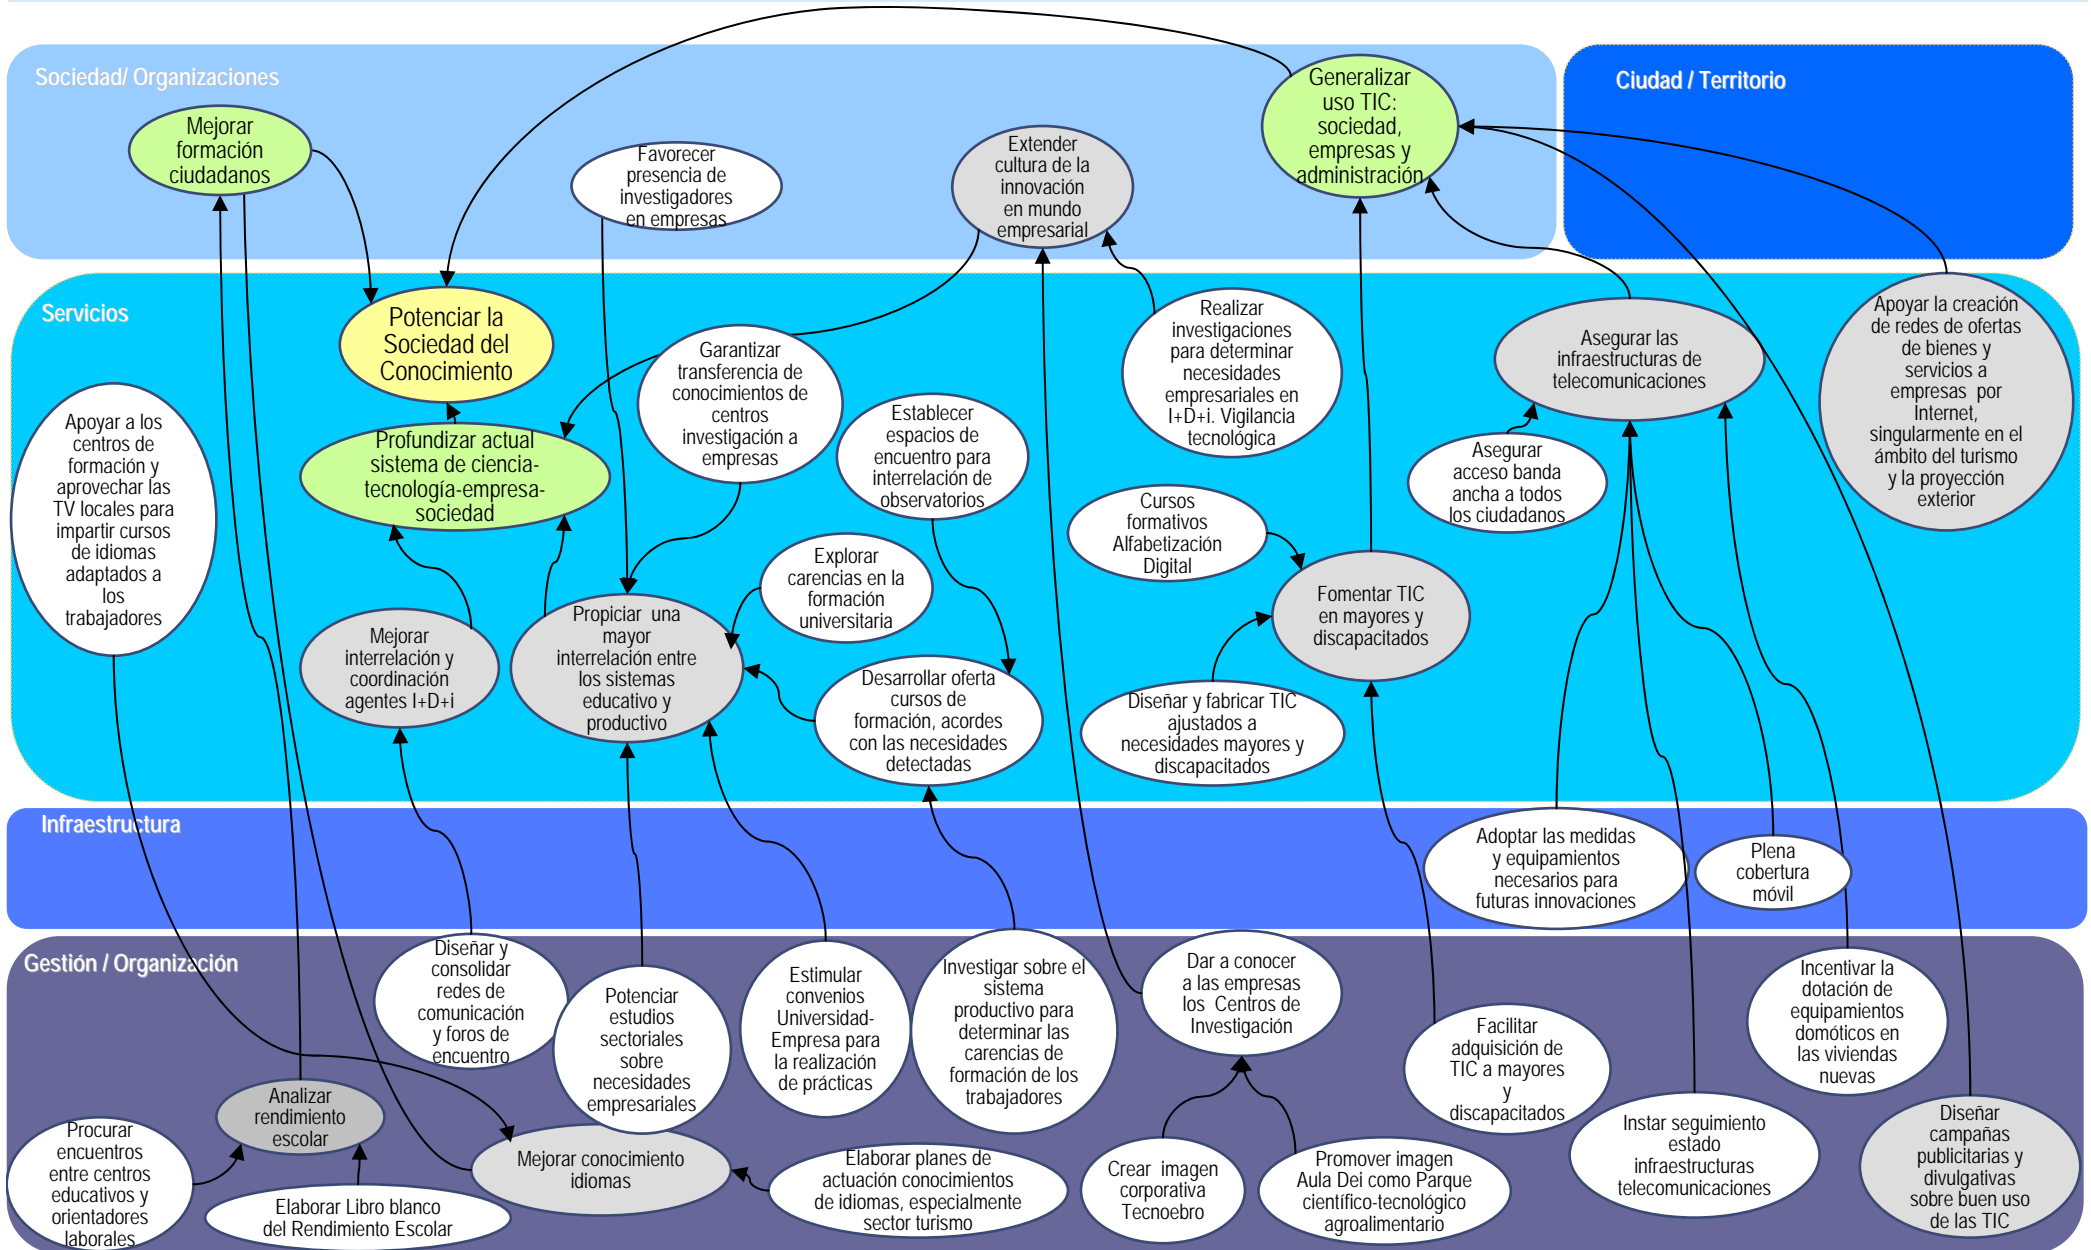 Sociedad/ Organizaciones
Ciudad / Territorio
Mejorar
formación
ciudadanos
Favorecer
presencia de
investigadores
en empresas
Extender
cultura de la
innovación
en mundo
empresarial
Generalizar
uso TIC:
sociedad,
empresas y
administración
Servicios
Potenciar la
Sociedad del
Conocimiento
Garantizar
transferencia de
conocimientos de
centros
investigación a
empresas
Realizar
investigaciones
para determinar
necesidades
empresariales en
I+D+i. Vigilancia
tecnológica
Asegurar las
infraestructuras de
telecomunicaciones
Apoyar la creación
de redes de ofertas
de bienes y
servicios a
empresas por
Internet,
singularmente en el
ámbito del turismo
y la proyección
exterior
Apoyar a los
centros de
formación y
aprovechar las
TV locales para
impartir cursos
de idiomas
adaptados a
los
trabajadores
Profundizar actual
sistema de ciencia-
tecnología-empresa-
sociedad
Establecer
espacios de
encuentro para
interrelación de
observatorios
Asegurar
acceso banda
ancha a todos
los ciudadanos
Cursos
formativos
Alfabetización
Digital
Explorar
carencias en la
formación
universitaria
Fomentar TIC
en mayores y
discapacitados
Mejorar
interrelación y
coordinación
agentes I+D+i
Propiciar una
mayor
interrelación entre
los sistemas
educativo y
productivo
Desarrollar oferta
cursos de
formación, acordes
con las necesidades
detectadas
Diseñar y fabricar TIC
ajustados a
necesidades mayores y
discapacitados
Infraestructura
Adoptar las medidas
y equipamientos
necesarios para
futuras innovaciones
Plena
cobertura
móvil
Gestión / Organización
Diseñar y
consolidar
redes de
comunicación
y foros de
encuentro
Potenciar
estudios
sectoriales
sobre
necesidades
empresariales
Estimular
convenios
Universidad-
Empresa para
la realización
de prácticas
Investigar sobre el
sistema
productivo para
determinar las
carencias de
formación de los
trabajadores
Dar a conocer
a las empresas
los Centros de
Investigación
Facilitar
adquisición de
TIC a mayores
y
discapacitados
Incentivar la
dotación de
equipamientos
domóticos en
las viviendas
nuevas
Analizar
rendimiento
escolar
Procurar
encuentros
entre centros
educativos y
orientadores
laborales
Elaborar Libro blanco
del Rendimiento Escolar
Mejorar conocimiento
idiomas
Elaborar planes de
actuación conocimientos
de idiomas, especialmente
sector turismo
Crear imagen
corporativa
Tecnoebro
Promover imagen
Aula Dei como Parque
científico-tecnológico
agroalimentario
Instar seguimiento
estado
infraestructuras
telecomunicaciones
Diseñar
campañas
publicitarias y
divulgativas
sobre buen uso
de las TIC